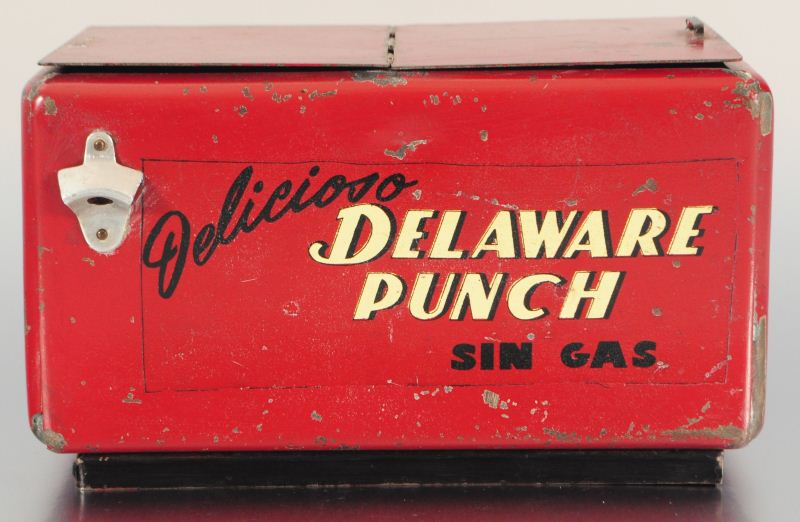 Delicioso
DELAWARE
PUNCH
SIN GAS